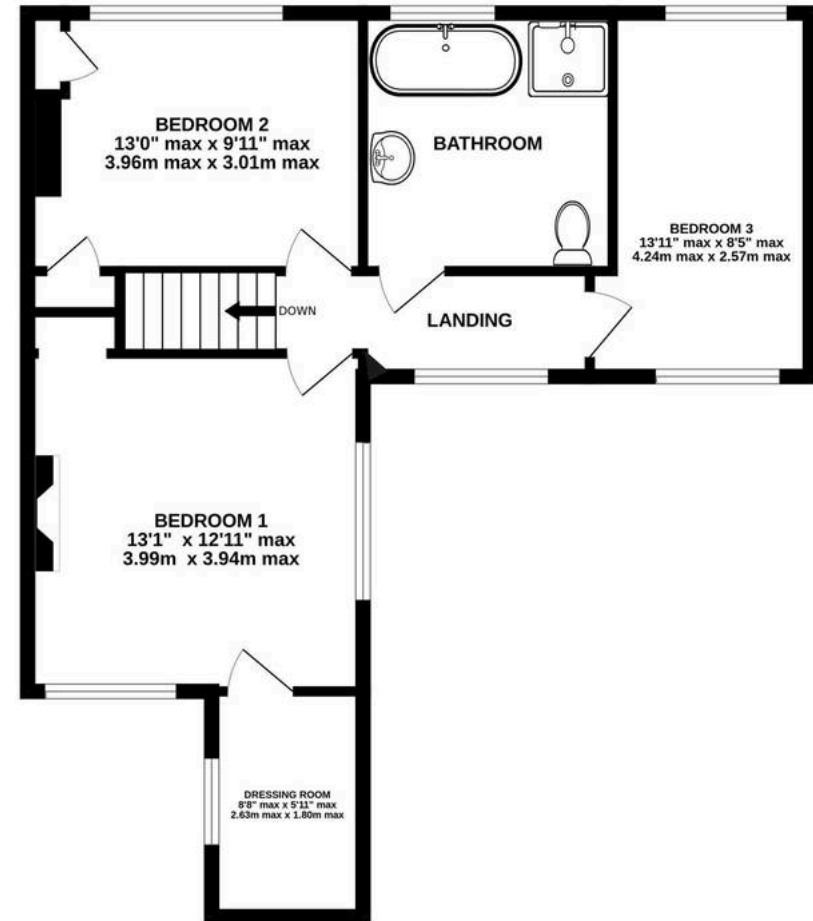 BEDROOM 2
13'0" max x 9'11" max
3.96m max x 3.01m max
BATHROOM
BEDROOM 3
13'11" max x 8'5" max
4.24m max x 2.57m max
DOWN
LANDING
BEDROOM 1
13'1" x 12'11" max
3.99m x 3.94m max
DRESSING ROOM
8'8" max x 5'11" max
2.63m max x 1.80m max